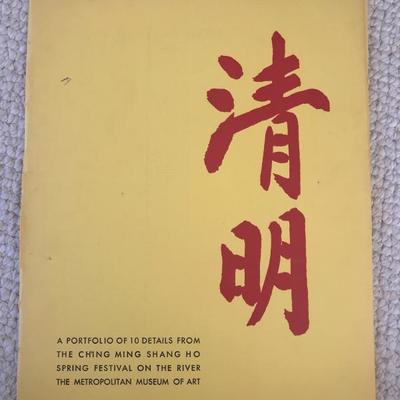 清明
A PORTFOLIO OF 10 DETAILS FROM
THE CH'ING MING SHANG HO
SPRING FESTIVAL ON THE RIVER
THE METROPOLITAN MUSEUM OF ART